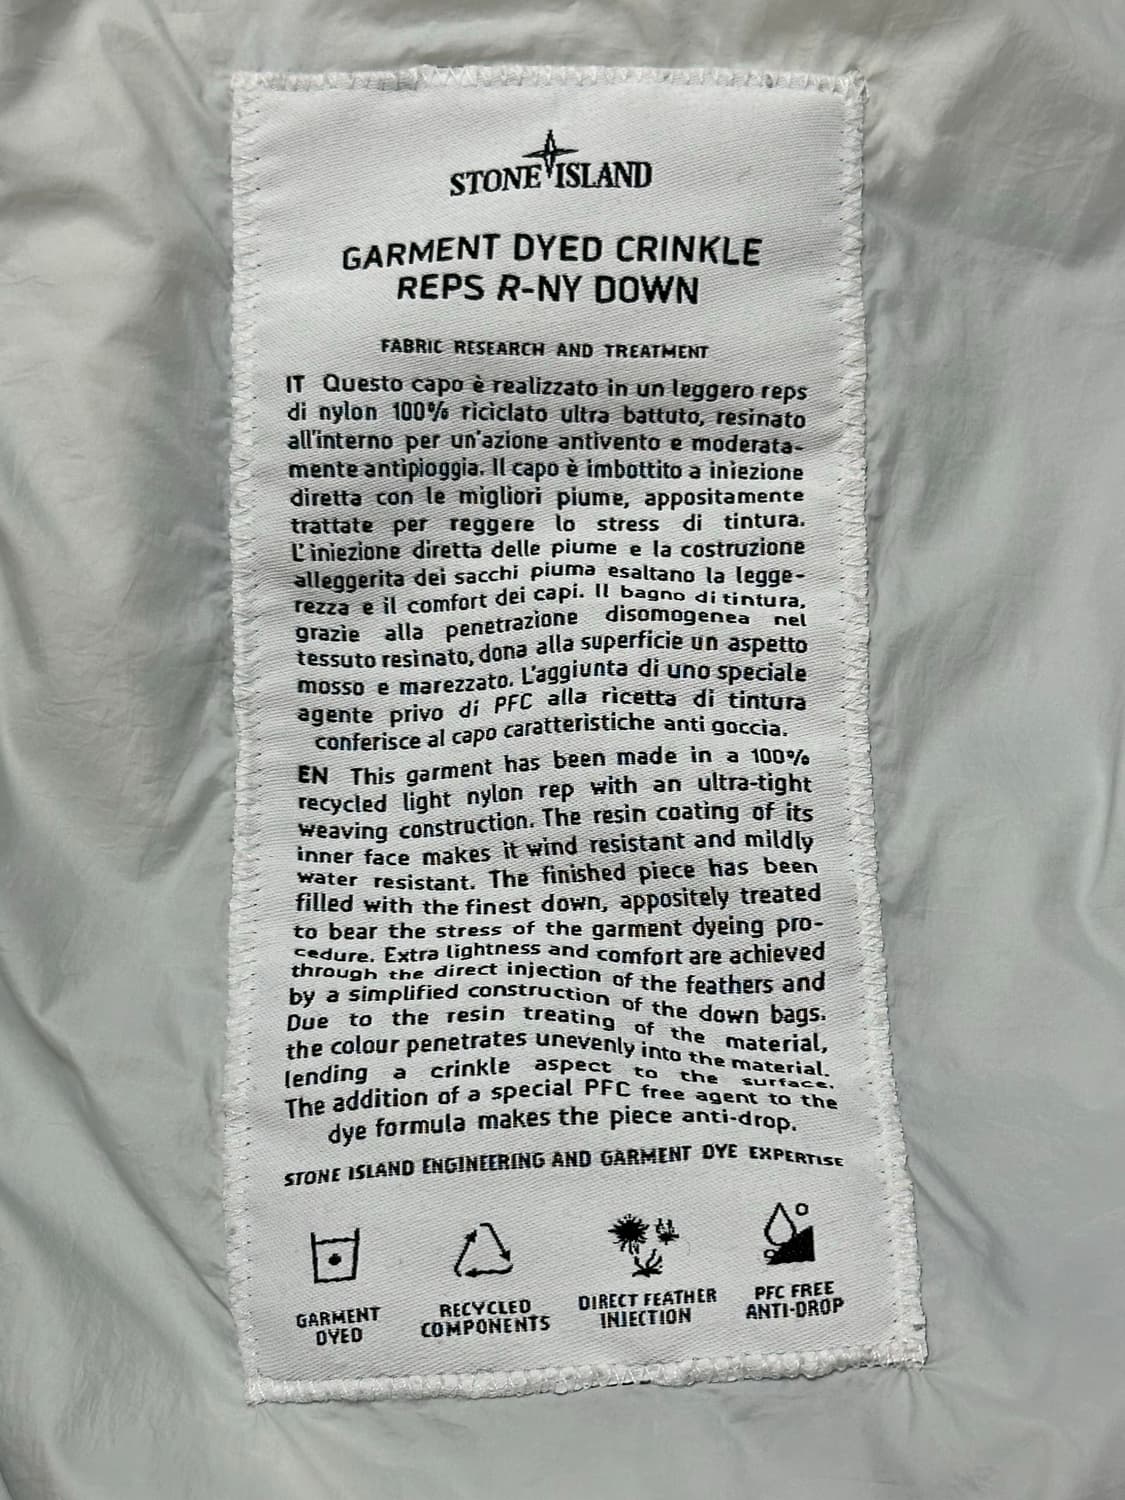 STONE ISLAND
GARMENT DYED CRINKLE
REPS R-NY DOWN
FABRIC RESEARCH AND TREATMENT
IT Questo capo è realizzato in un leggero reps
di nylon 100% riciclato ultra battuto, resinato
all'interno per un'azione antivento e moderata-
mente antipioggia. Il capo è imbottito a iniezione
diretta con le migliori piume, appositamente
trattate per reggere lo stress di tintura.
L'iniezione diretta delle piume e la costruzione
alleggerita dei sacchi piuma esaltano la legge-
rezza e il comfort dei capi. Il bagno di tintura,
grazie alla penetrazione disomogenea nel
tessuto resinato, dona alla superficie un aspetto
mosso e marezzato. L'aggiunta di uno speciale
agente privo di PFC alla ricetta di tintura
conferisce al capo caratteristiche anti goccia.
EN This garment has been made in a 100%
recycled light nylon rep with an ultra-tight
weaving construction. The resin coating of its
inner face makes it wind resistant and mildly
water resistant. The finished piece has been
filled with the finest down, appositely treated
to bear the stress of the garment dyeing pro-
cedure. Extra lightness and comfort are achieved
through the direct injection of the feathers and
by a simplified construction of the down bags.
Due to the resin treating of the material,
the colour penetrates unevenly into the material.
lending a crinkle aspect to the surface.
The addition of a special PFC free agent to the
dye formula makes the piece anti-drop.
STONE ISLAND ENGINEERING AND GARMENT DYE EXPERTISE
GARMENT
DYED
RECYCLED
COMPONENTS
DIRECT FEATHER
INJECTION
PFC FREE
ANTI-DROP